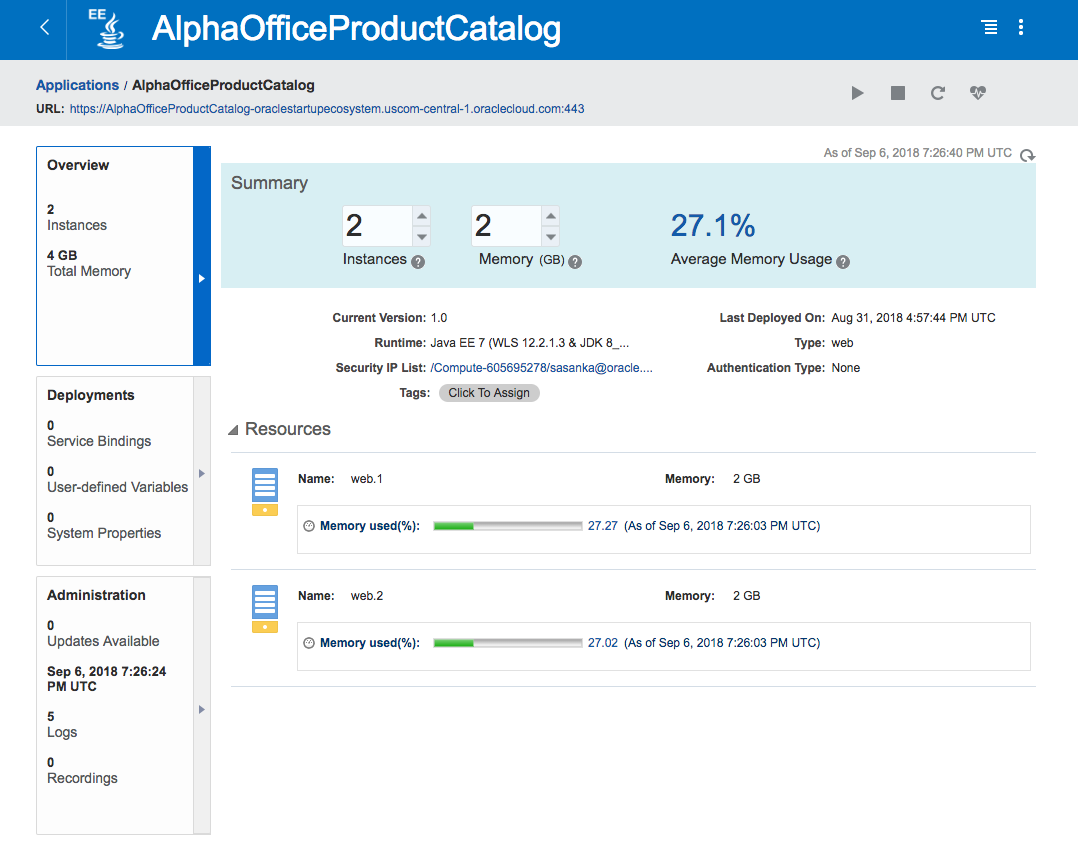 EE
AlphaOfficeProductCatalog
Applications / AlphaOfficeProductCatalog
URL: https://AlphaOfficeProductCatalog-oraclestartupecosystem.uscom-central-1.oraclecloud.com:443
As of Sep 6, 2018 7:26:40 PM UTC
Overview
2
Instances
4 GB
Total Memory
Deployments
0
Service Bindings
0
User-defined Variables
0
System Properties
Administration
0
Updates Available
Sep 6, 2018 7:26:24
PM UTC
5
Logs
0
Recordings
Summary
2 2 27.1%
Instances ? Memory (GB) ? Average Memory Usage ?
Current Version: 1.0 Last Deployed On: Aug 31, 2018 4:57:44 PM UTC
Runtime: Java EE 7 (WLS 12.2.1.3 & JDK 8_... Type: web
Security IP List: /Compute-605695278/sasanka@oracle.... Authentication Type: None
Tags: Click To Assign
Resources
Name: web.1 Memory: 2 GB
Memory used(%): 27.27 (As of Sep 6, 2018 7:26:03 PM UTC)
Name: web.2 Memory: 2 GB
Memory used(%): 27.02 (As of Sep 6, 2018 7:26:03 PM UTC)